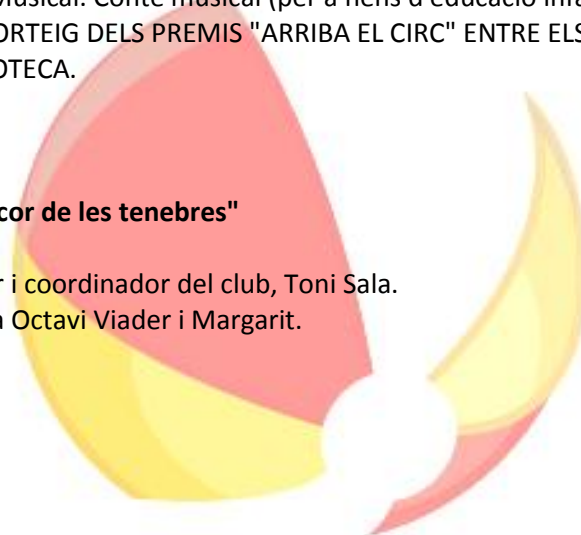 Musical. Conte musical (per a nens d'educació infa
ORTEIG DELS PREMIS "ARRIBA EL CIRC" ENTRE ELS
OTECA.
cor de les tenebres"
r i coordinador del club, Toni Sala.
a Octavi Viader i Margarit.